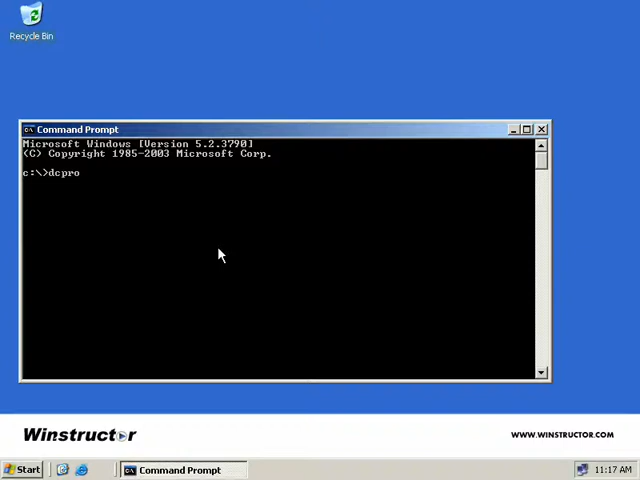 Recycle Bin
Command Prompt
Microsoft Windows [Version 5.2.3790]
(C) Copyright 1985-2003 Microsoft Corp.
c:\>dcpro
Winstructor
WWW.WINSTRUCTOR.COM
Start
Command Prompt
11:17 AM